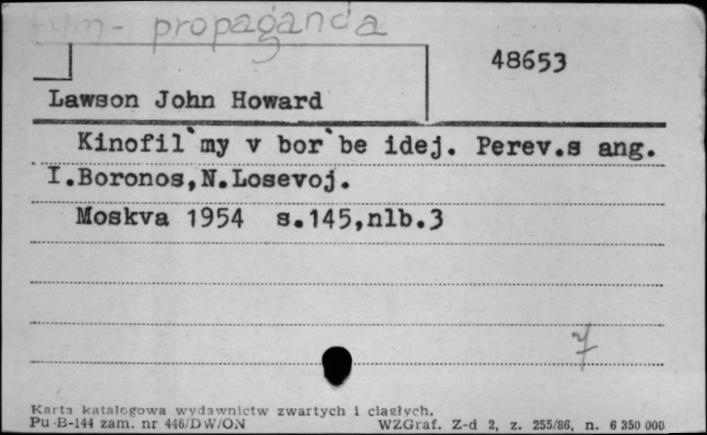 film - propaganda
48653
Lawson John Howard
Kinofil`my v bor`be idej. Perev.s ang.
I.Boronos,N.Losevoj.
Moskva 1954 s.145,nlb.3
7
Karta katalogowa wydawnictw zwartych i ciągłych.
Pu-B-144 zam. nr 446/DW/ON WZGraf. Z-d 2, z. 255/86, n. 6 350 000